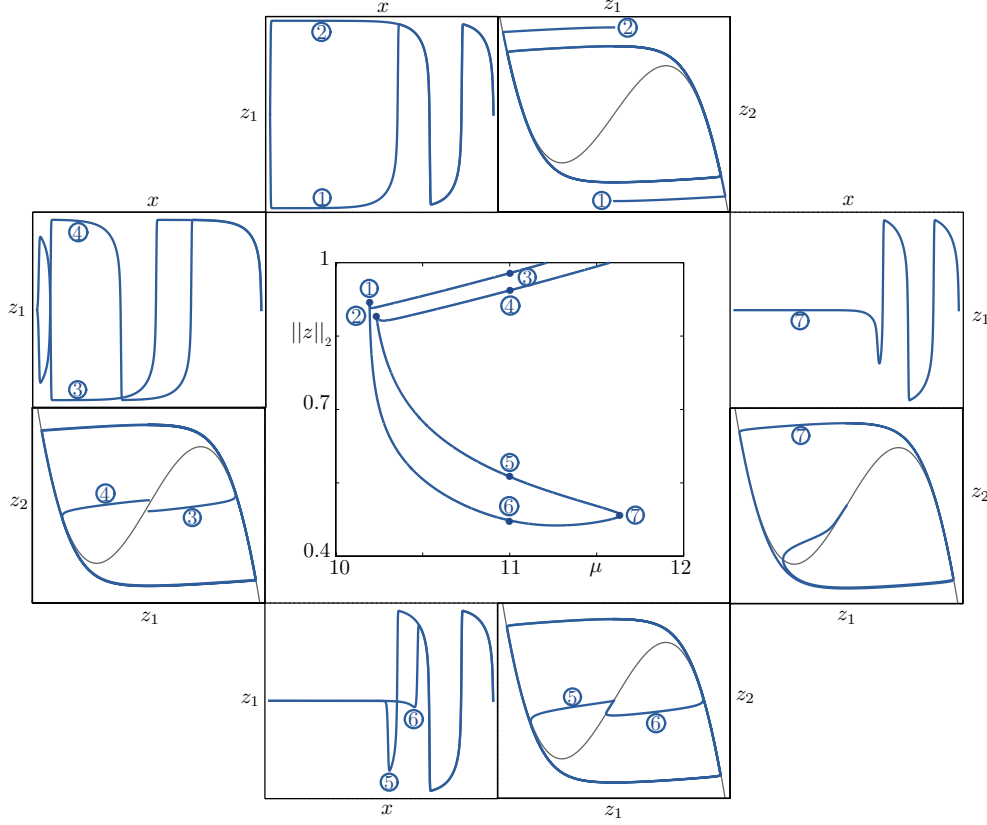 x z₁
② ②
z₁ z₂
① ①
x x
④
1
① ③
z₁ ② ④ ⑦ z₁
||z||₂
③
0.7 ⑦
④ ⑤
z₂ ③ z₂
⑥ ⑦
0.4
10 11 μ 12
z₁ z₁
⑤
z₁ ⑥ ⑥ z₂
⑤
x z₁